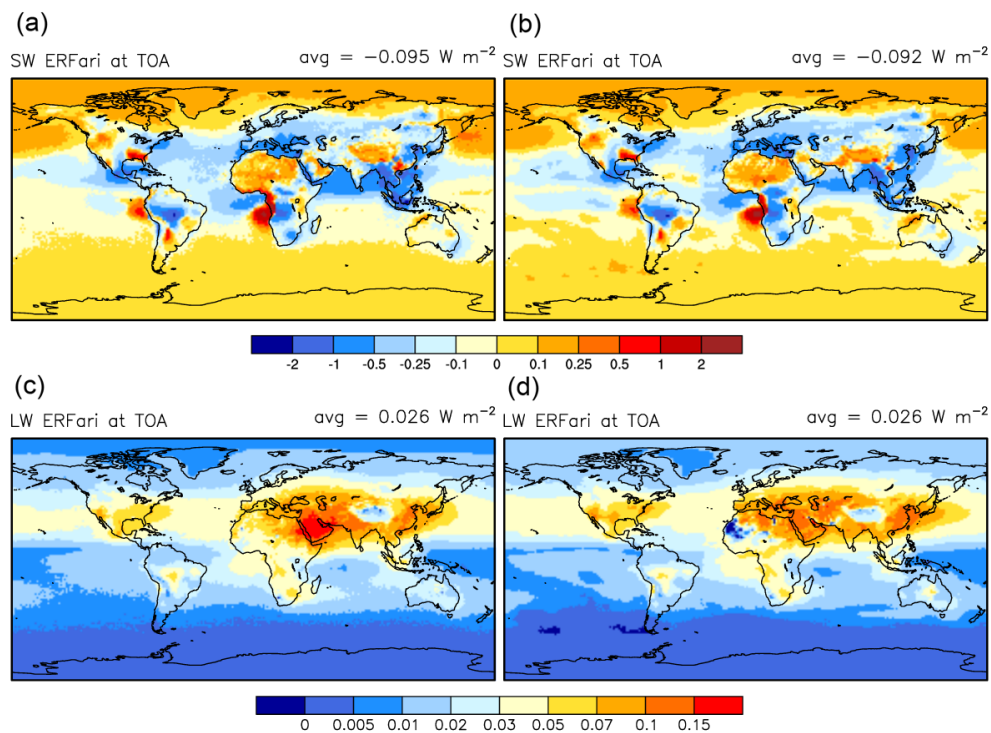 (a)
(b)
SW ERFari at TOA avg = −0.095 W m⁻²
SW ERFari at TOA avg = −0.092 W m⁻²
-2 -1 -0.5 -0.25 -0.1 0 0.1 0.25 0.5 1 2
(c)
(d)
LW ERFari at TOA avg = 0.026 W m⁻²
LW ERFari at TOA avg = 0.026 W m⁻²
0 0.005 0.01 0.02 0.03 0.05 0.07 0.1 0.15